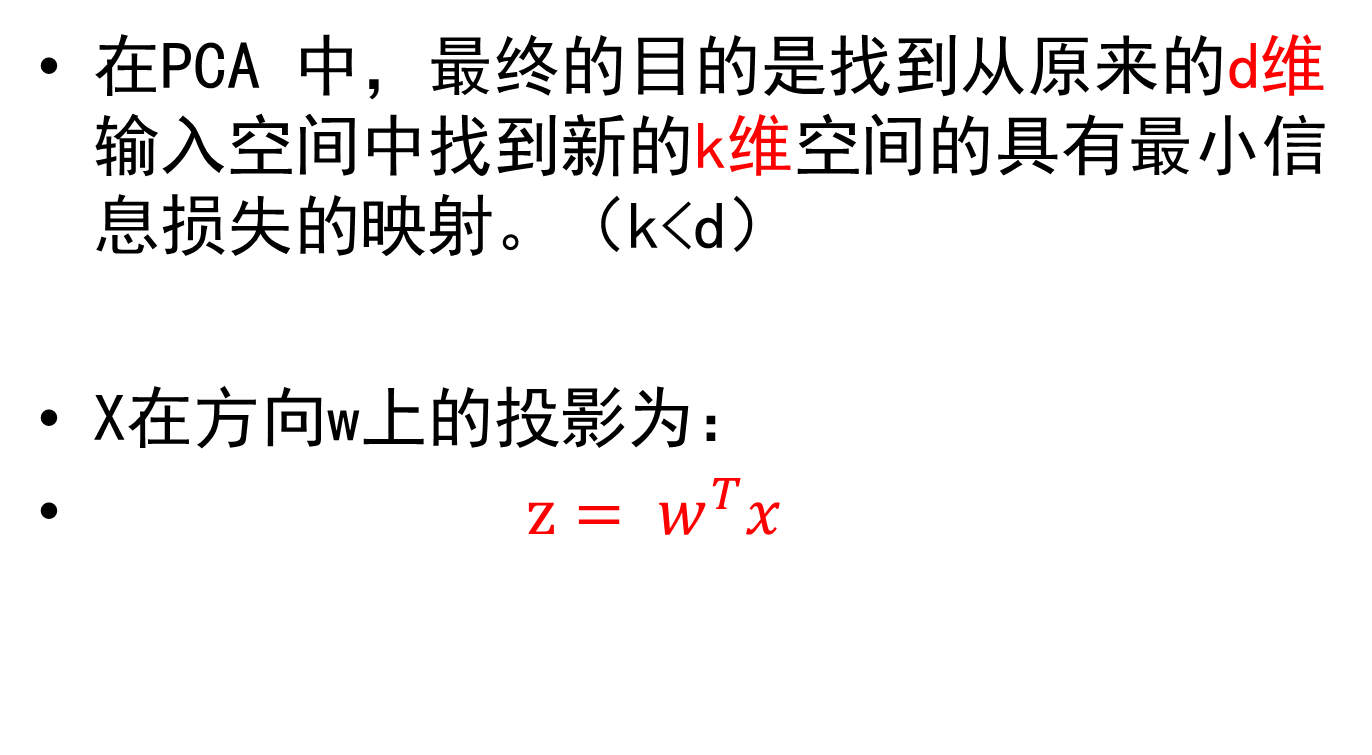 • 在PCA 中，最终的目的是找到从原来的d维
输入空间中找到新的k维空间的具有最小信
息损失的映射。（k<d）
• X在方向w上的投影为：
• z = w^T x